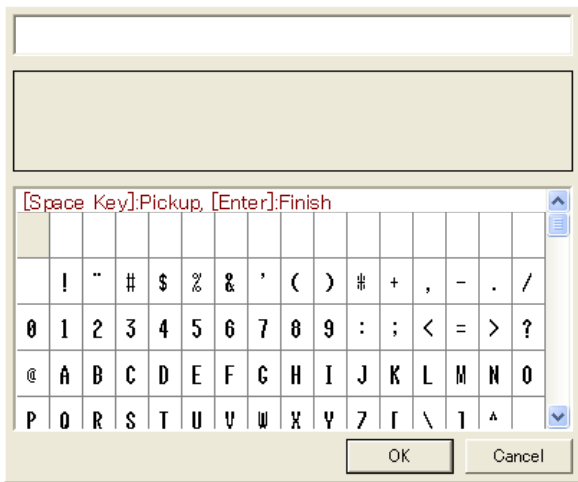 [Space Key]:Pickup, [Enter]:Finish
! ¨ # $ % & ' ( ) * + , - . /
0 1 2 3 4 5 6 7 8 9 : ; < = > ?
@ A B C D E F G H I J K L M N O
P Q R S T U V W X Y Z [ \ ] ^
OK Cancel